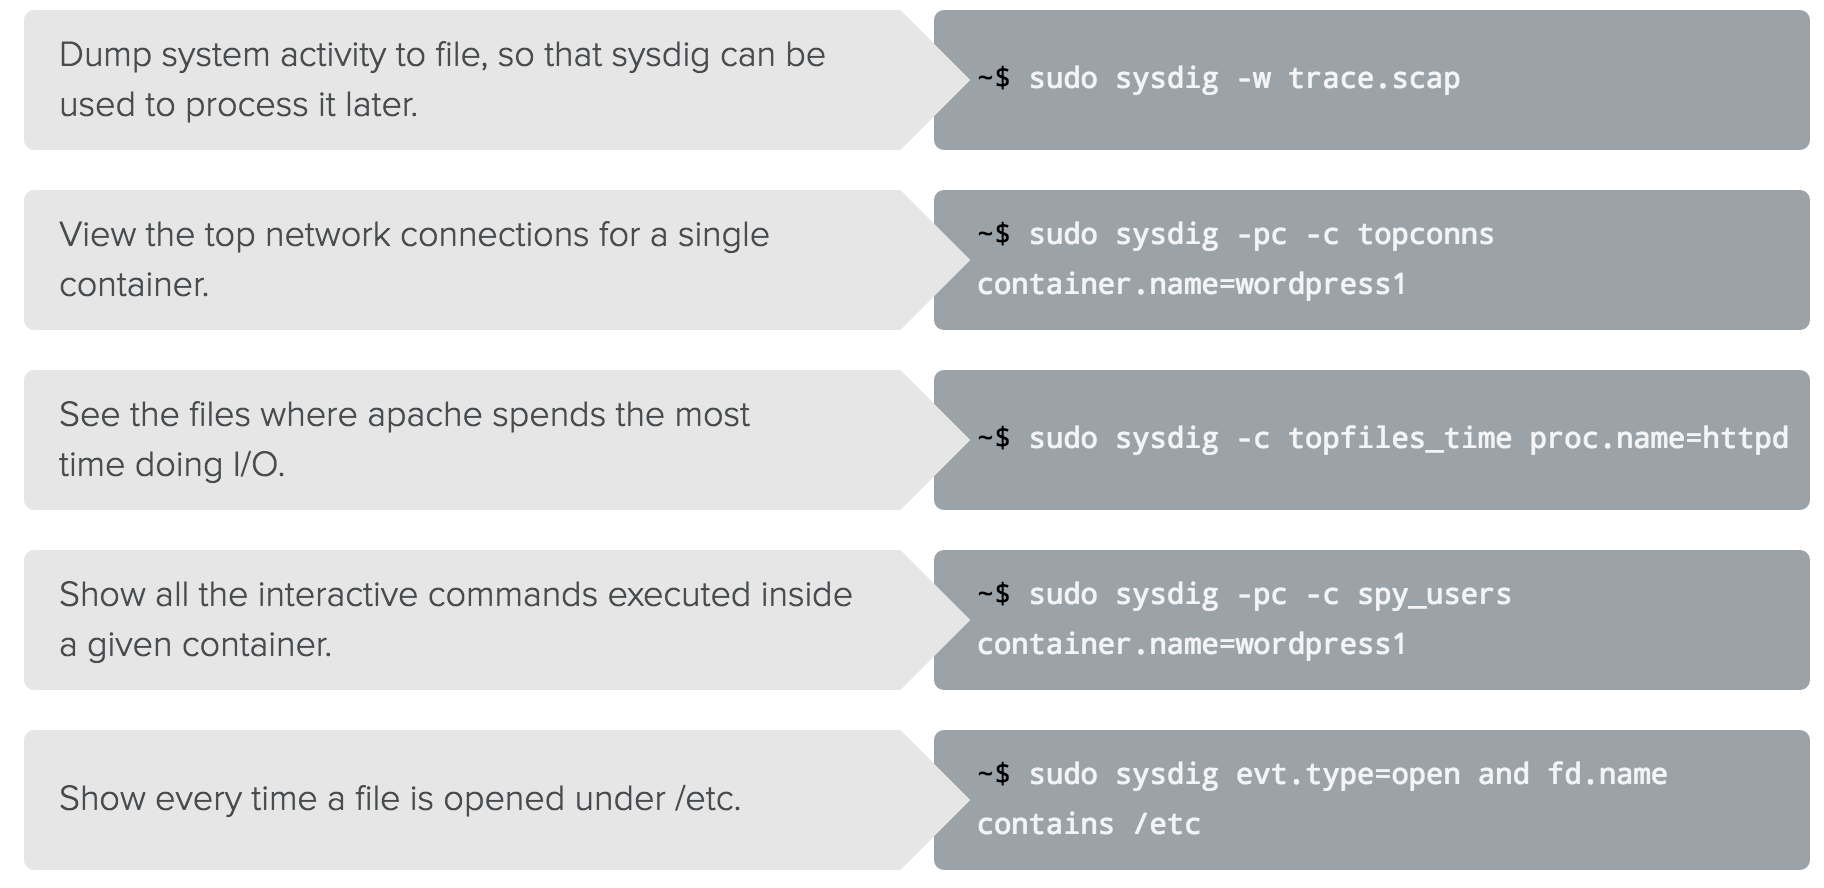 Dump system activity to file, so that sysdig can be
used to process it later.
~$ sudo sysdig -w trace.scap
View the top network connections for a single
container.
~$ sudo sysdig -pc -c topconns
container.name=wordpress1
See the files where apache spends the most
time doing I/O.
~$ sudo sysdig -c topfiles_time proc.name=httpd
Show all the interactive commands executed inside
a given container.
~$ sudo sysdig -pc -c spy_users
container.name=wordpress1
Show every time a file is opened under /etc.
~$ sudo sysdig evt.type=open and fd.name
contains /etc